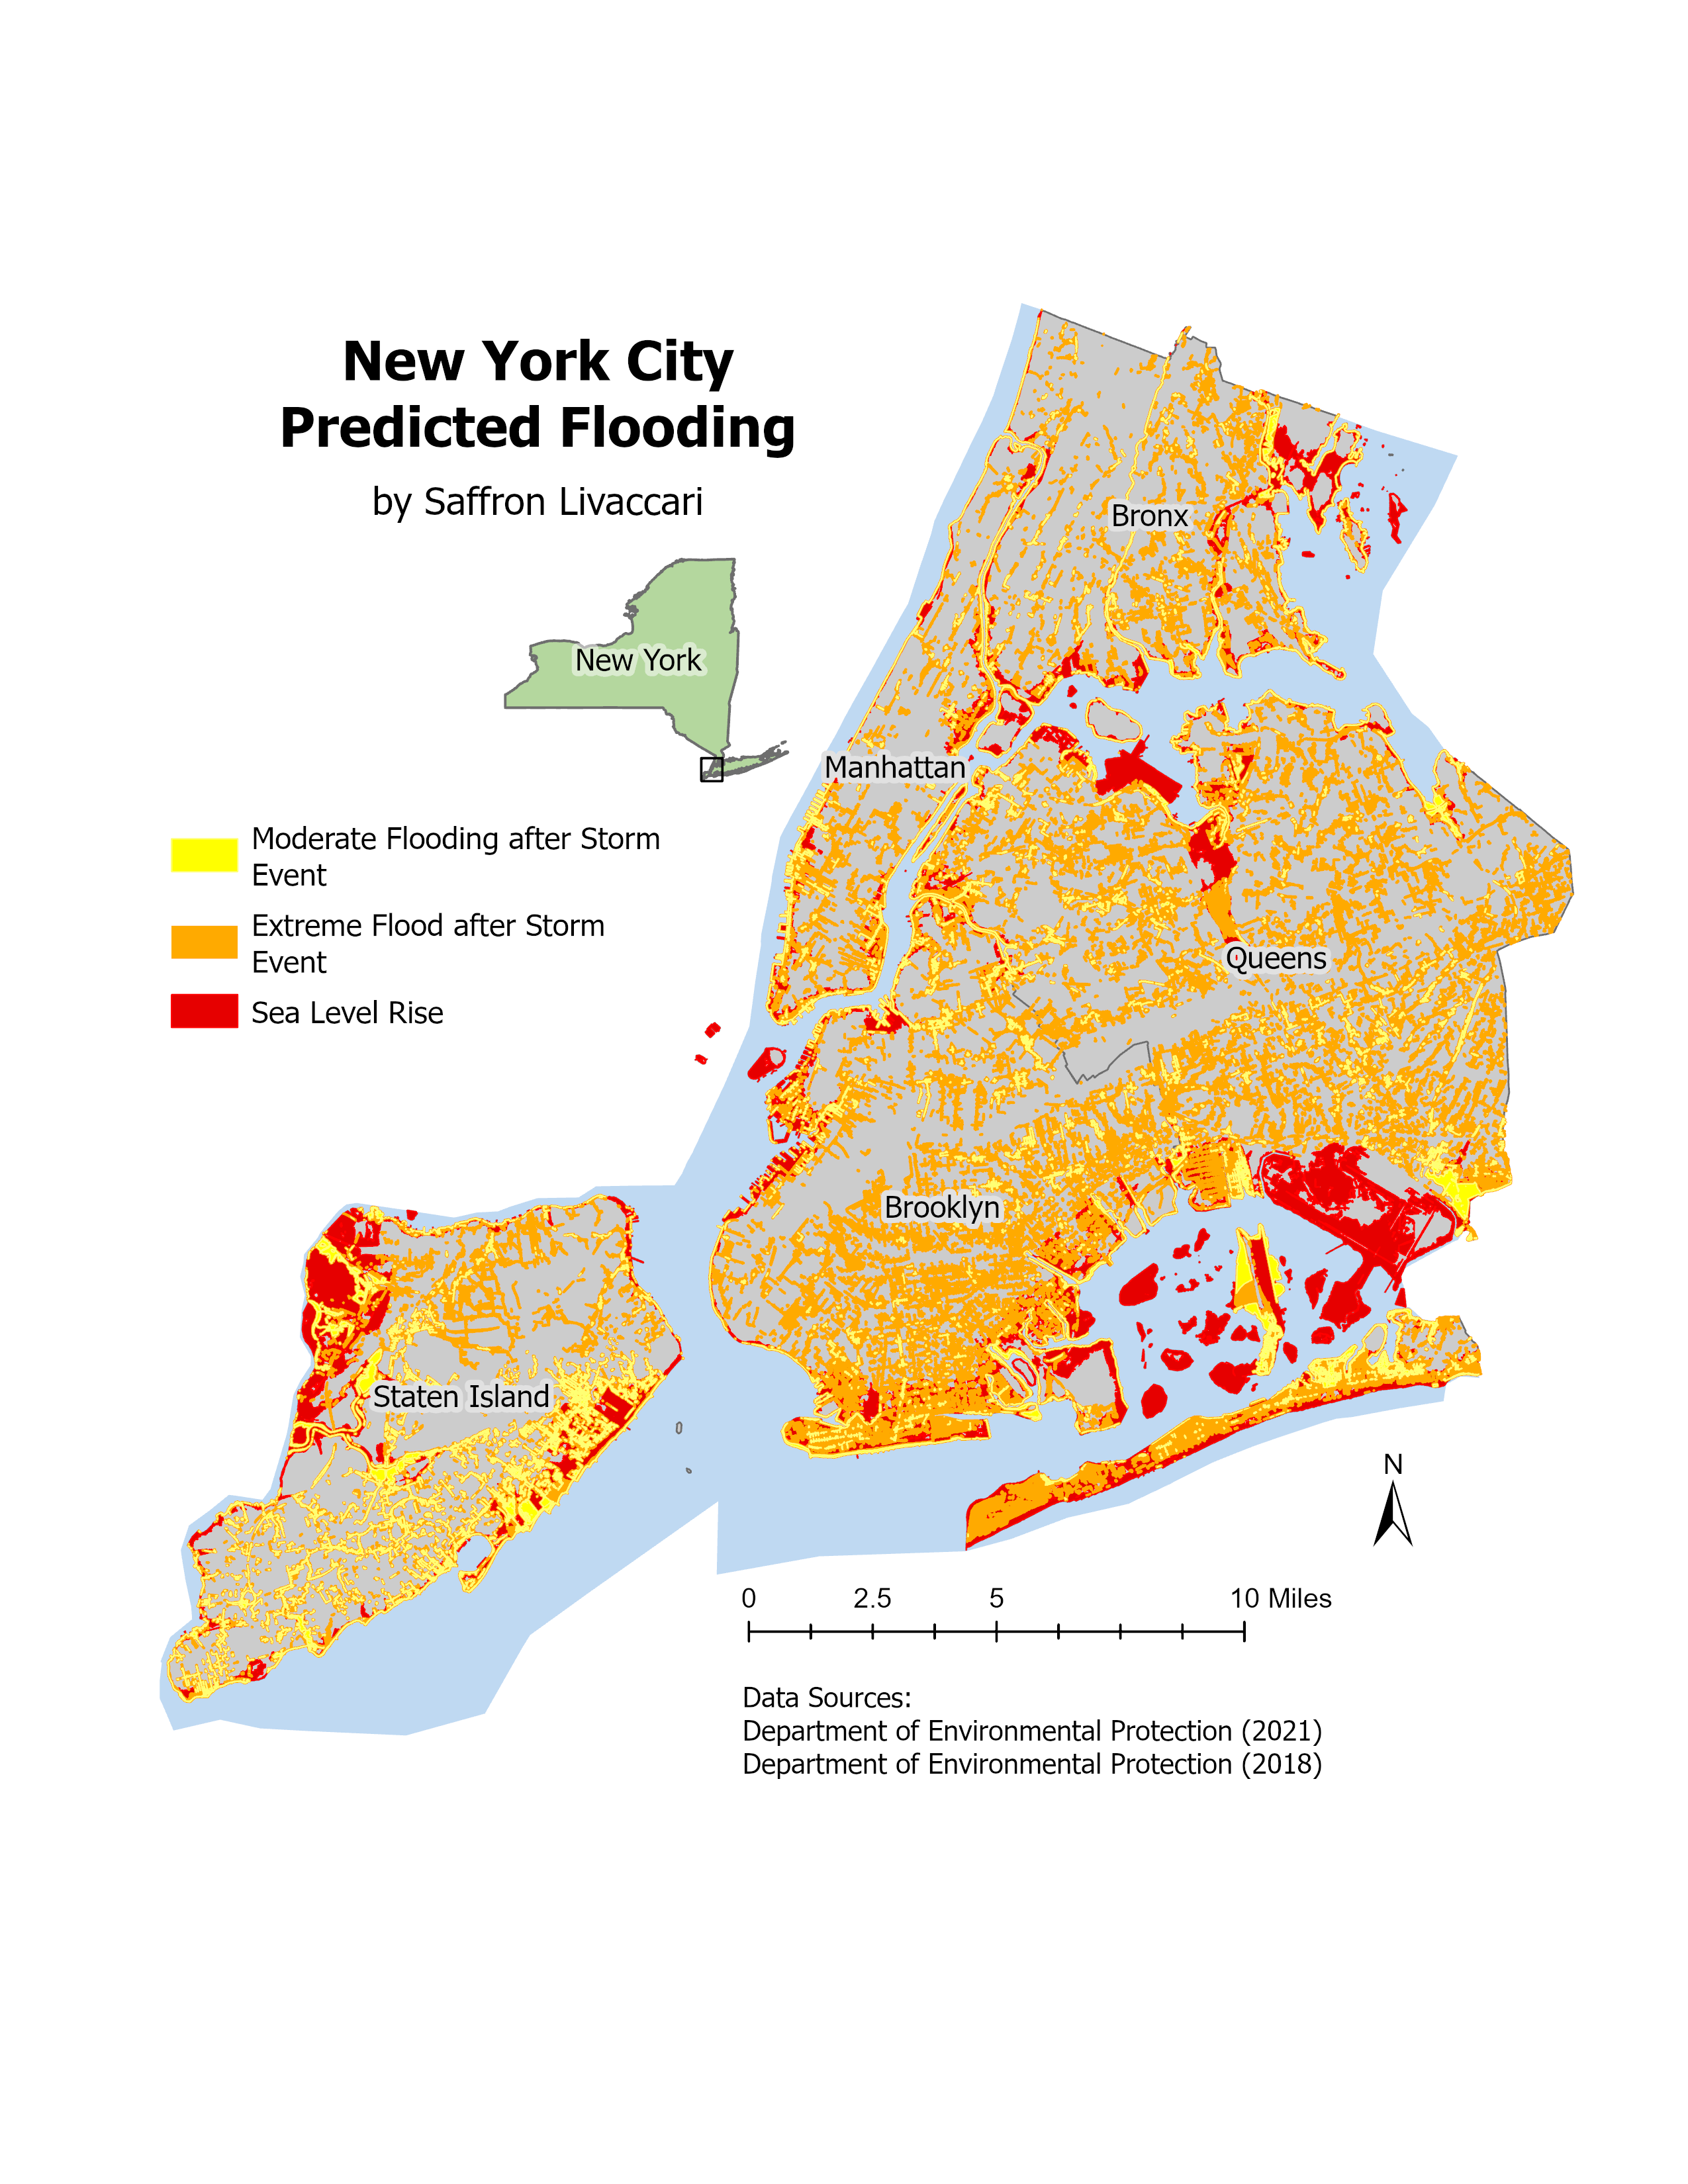 New York City
Predicted Flooding
by Saffron Livaccari
New York
Moderate Flooding after Storm
Event
Extreme Flood after Storm
Event
Sea Level Rise
Bronx
Manhattan
Queens
Brooklyn
Staten Island
N
0 2.5 5 10 Miles
Data Sources:
Department of Environmental Protection (2021)
Department of Environmental Protection (2018)